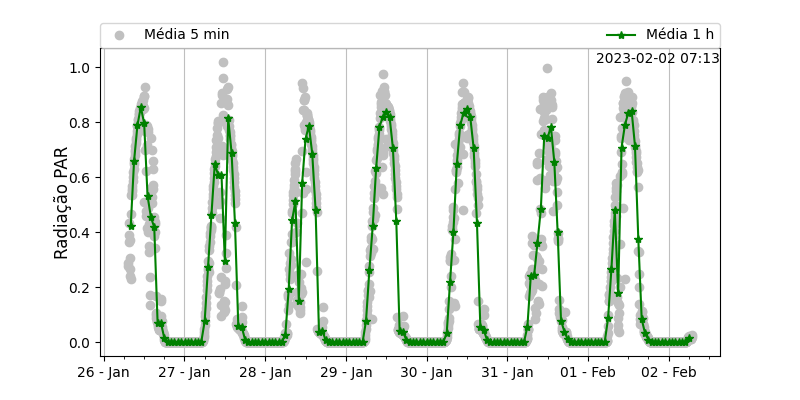 Média 5 min
Média 1 h
2023-02-02 07:13
Radiação PAR
1.0
0.8
0.6
0.4
0.2
0.0
26 - Jan
27 - Jan
28 - Jan
29 - Jan
30 - Jan
31 - Jan
01 - Feb
02 - Feb